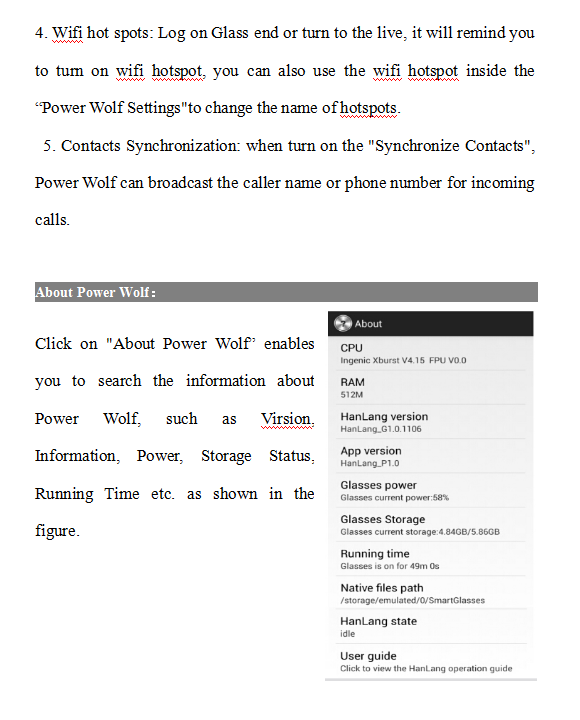 4. Wifi hot spots: Log on Glass end or turn to the live, it will remind you
to turn on wifi hotspot, you can also use the wifi hotspot inside the
“Power Wolf Settings"to change the name of hotspots.
5. Contacts Synchronization: when turn on the "Synchronize Contacts",
Power Wolf can broadcast the caller name or phone number for incoming
calls.
About Power Wolf:
Click on "About Power Wolf” enables
you to search the information about
Power Wolf, such as Virsion,
Information, Power, Storage Status,
Running Time etc. as shown in the
figure.
About
CPU
Ingenic Xburst V4.15 FPU V0.0
RAM
512M
HanLang version
HanLang_G1.0.1106
App version
HanLang_P1.0
Glasses power
Glasses current power:58%
Glasses Storage
Glasses current storage:4.84GB/5.86GB
Running time
Glasses is on for 49m 0s
Native files path
/storage/emulated/0/SmartGlasses
HanLang state
idle
User guide
Click to view the HanLang operation guide